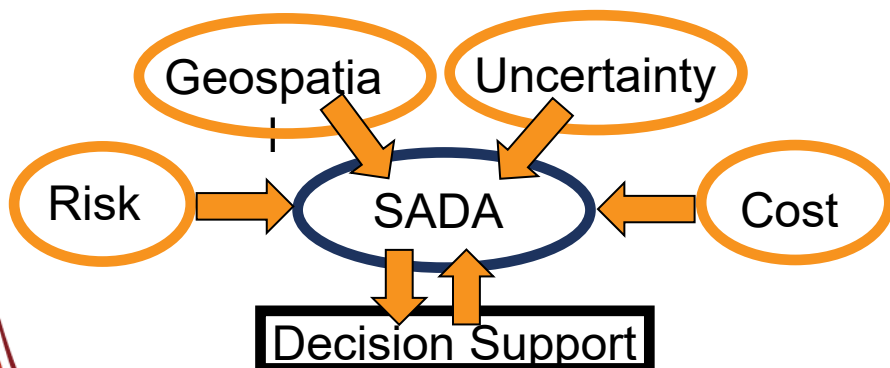 Geospatia
l
Uncertainty
Risk
SADA
Cost
Decision Support